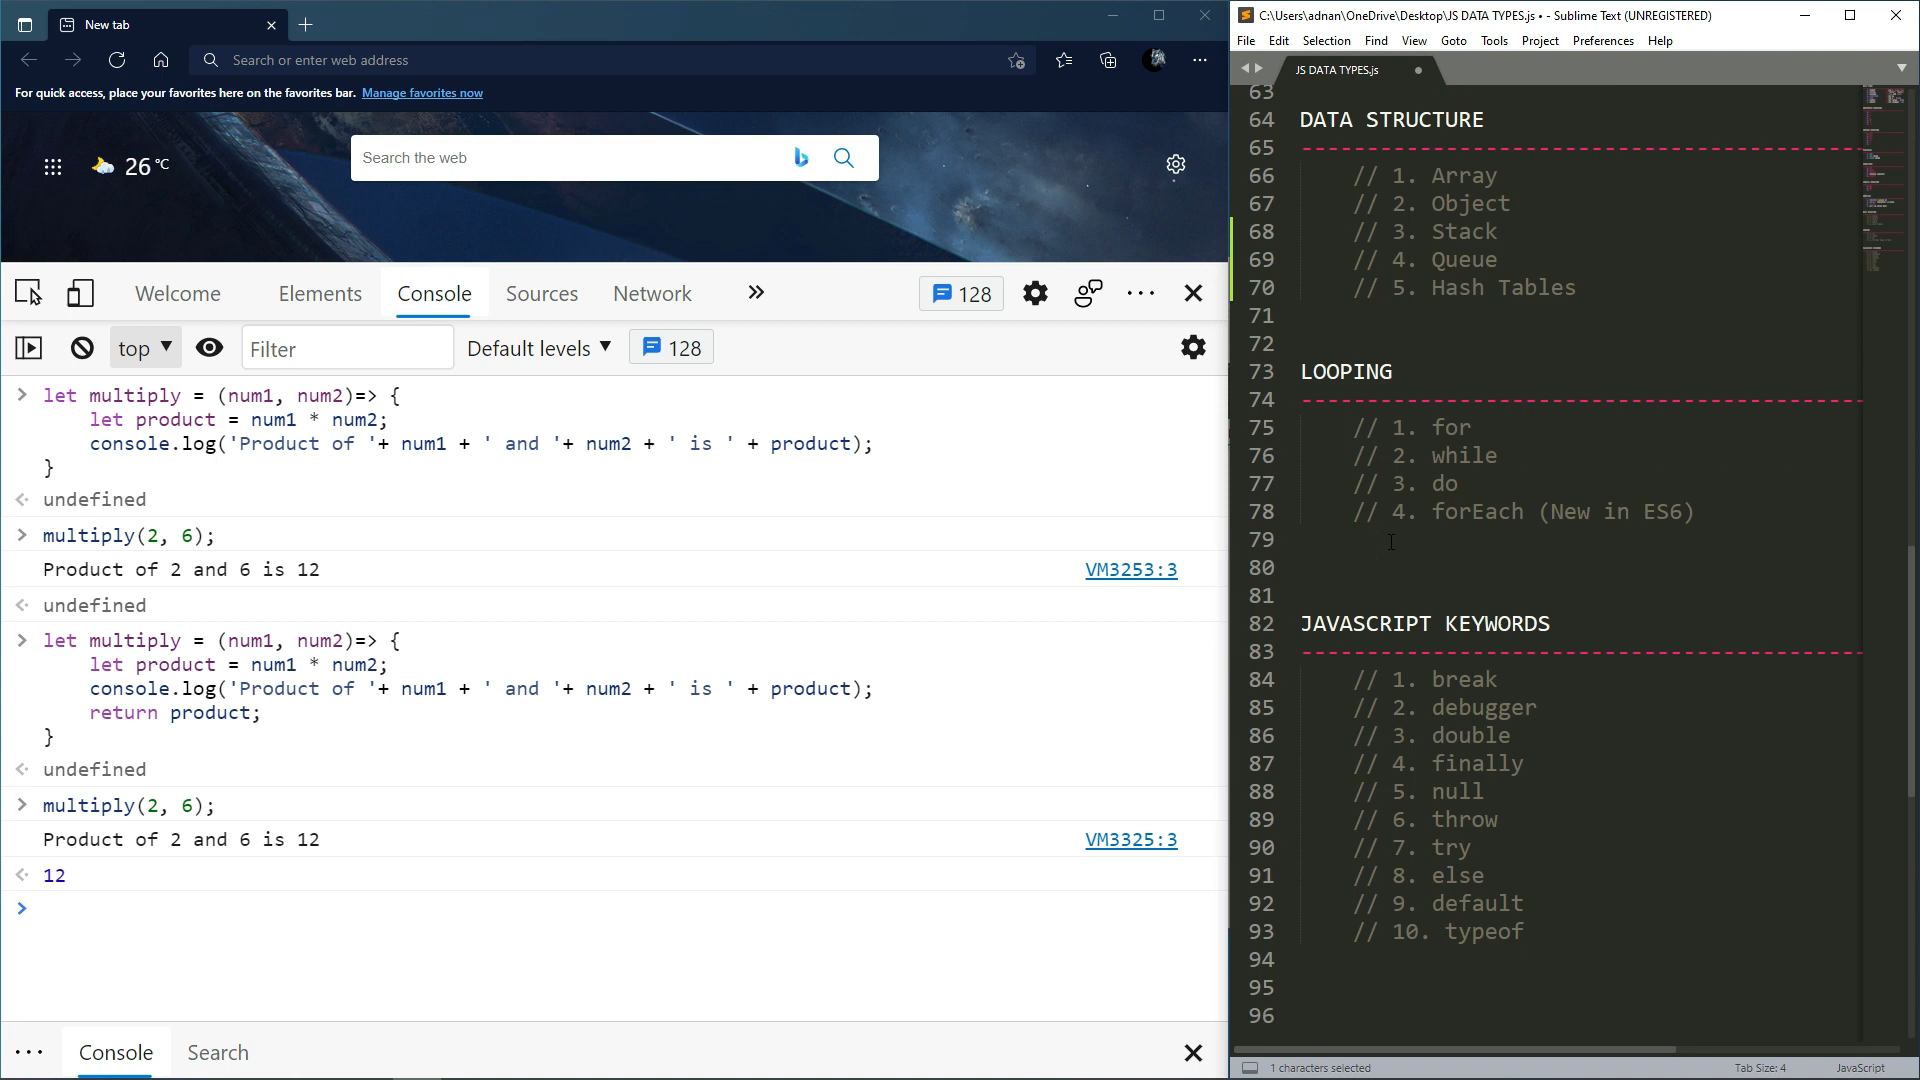 New tab
Search or enter web address
For quick access, place your favorites here on the favorites bar. Manage favorites now
26 °C
Search the web
Welcome
Elements
Console
Sources
Network
128
top
Filter
Default levels
128
> let multiply = (num1, num2)=> {
let product = num1 * num2;
console.log('Product of '+ num1 + ' and '+ num2 + ' is ' + product);
}
undefined
> multiply(2, 6);
Product of 2 and 6 is 12
VM3253:3
undefined
> let multiply = (num1, num2)=> {
let product = num1 * num2;
console.log('Product of '+ num1 + ' and '+ num2 + ' is ' + product);
return product;
}
undefined
> multiply(2, 6);
Product of 2 and 6 is 12
VM3325:3
12
>
Console
Search
C:\Users\adnan\OneDrive\Desktop\JS DATA TYPES.js • - Sublime Text (UNREGISTERED)
File Edit Selection Find View Goto Tools Project Preferences Help
JS DATA TYPES.js
63
64 DATA STRUCTURE
65 ------------------------------------------
66 // 1. Array
67 // 2. Object
68 // 3. Stack
69 // 4. Queue
70 // 5. Hash Tables
71
72
73 LOOPING
74 ------------------------------------------
75 // 1. for
76 // 2. while
77 // 3. do
78 // 4. forEach (New in ES6)
79
80
81
82 JAVASCRIPT KEYWORDS
83 ------------------------------------------
84 // 1. break
85 // 2. debugger
86 // 3. double
87 // 4. finally
88 // 5. null
89 // 6. throw
90 // 7. try
91 // 8. else
92 // 9. default
93 // 10. typeof
94
95
96
1 characters selected
Tab Size: 4
JavaScript